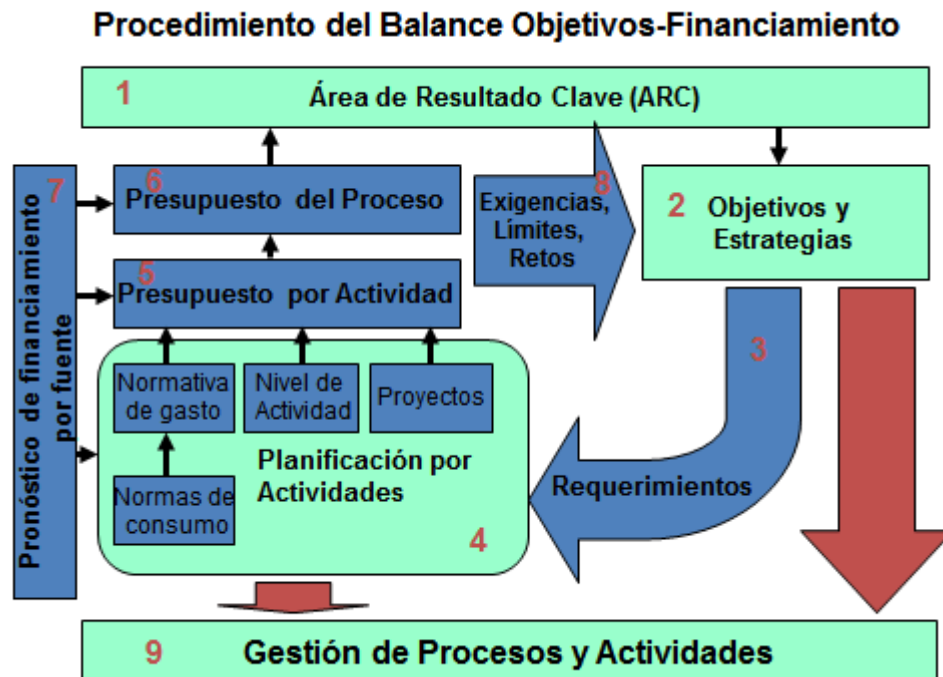 Procedimiento del Balance Objetivos-Financiamiento
1
Área de Resultado Clave (ARC)
7
Pronóstico de financiamiento
por fuente
6
Presupuesto del Proceso
8
Exigencias,
Límites,
Retos
2
Objetivos y
Estrategias
5
Presupuesto por Actividad
3
Normativa
de gasto
Nivel de
Actividad
Proyectos
Planificación por
Actividades
Normas de
consumo
4
Requerimientos
9
Gestión de Procesos y Actividades